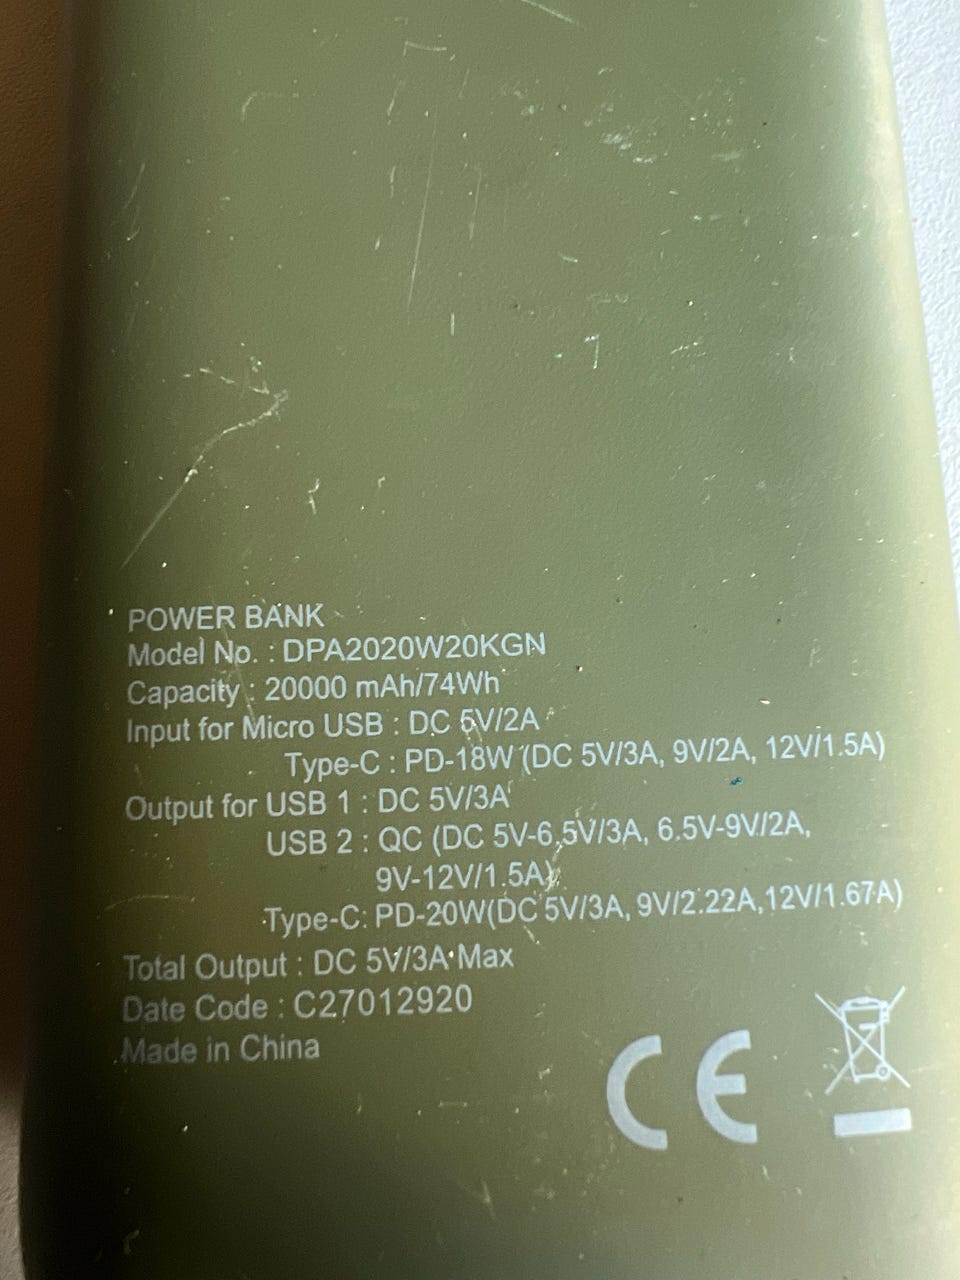 POWER BANK
Model No. : DPA2020W20KGN
Capacity : 20000 mAh/74Wh
Input for Micro USB : DC 5V/2A
Type-C : PD-18W (DC 5V/3A, 9V/2A, 12V/1.5A)
Output for USB 1 : DC 5V/3A
USB 2 : QC (DC 5V-6.5V/3A, 6.5V-9V/2A,
9V-12V/1.5A)
Type-C: PD-20W(DC 5V/3A, 9V/2.22A,12V/1.67A)
Total Output : DC 5V/3A Max
Date Code : C27012920
Made in China
CE